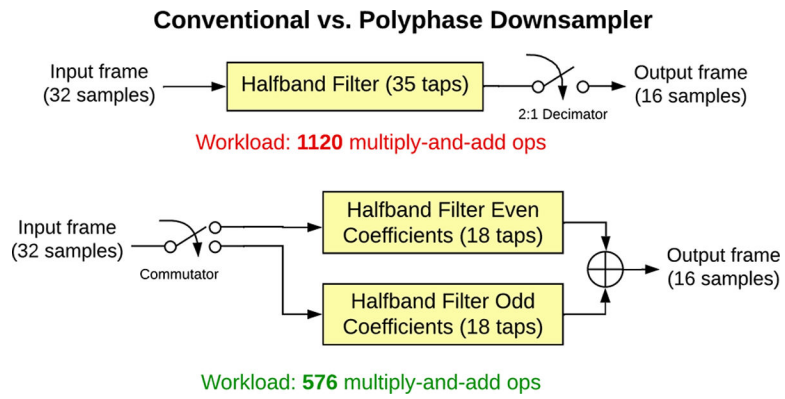 Conventional vs. Polyphase Downsampler
Input frame
(32 samples)
Halfband Filter (35 taps)
2:1 Decimator
Output frame
(16 samples)
Workload: 1120 multiply-and-add ops
Input frame
(32 samples)
Commutator
Halfband Filter Even
Coefficients (18 taps)
Halfband Filter Odd
Coefficients (18 taps)
Output frame
(16 samples)
Workload: 576 multiply-and-add ops